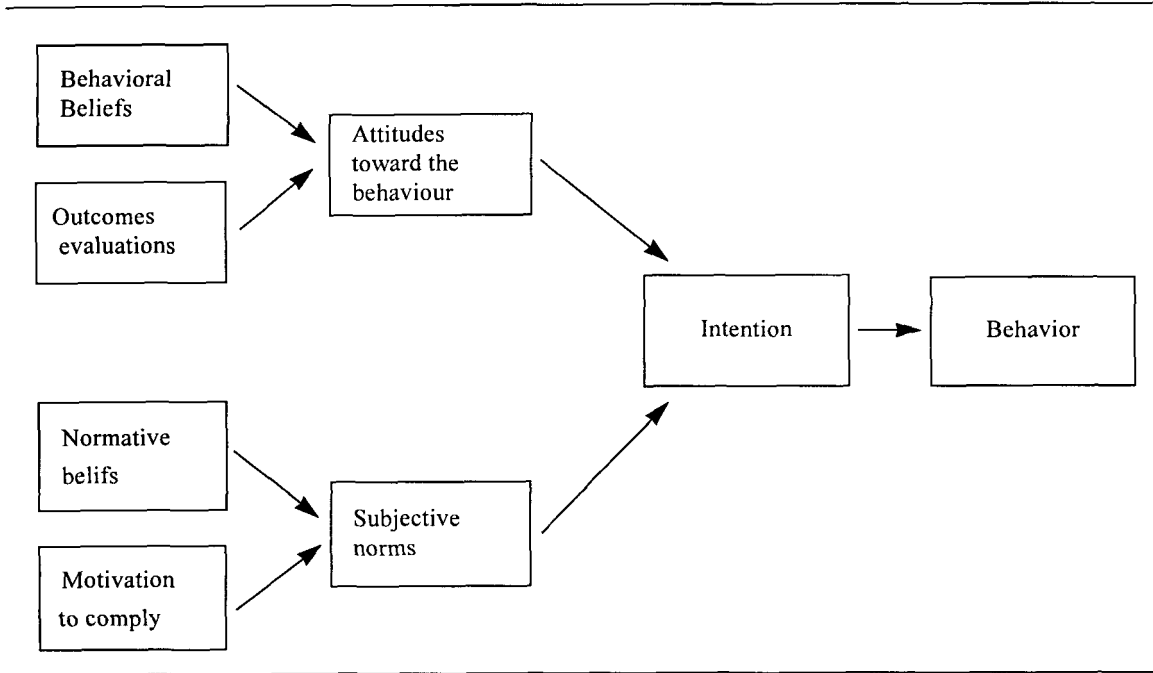 Behavioral
Beliefs
Outcomes
evaluations
Attitudes
toward the
behaviour
Intention
Behavior
Normative
belifs
Motivation
to comply
Subjective
norms